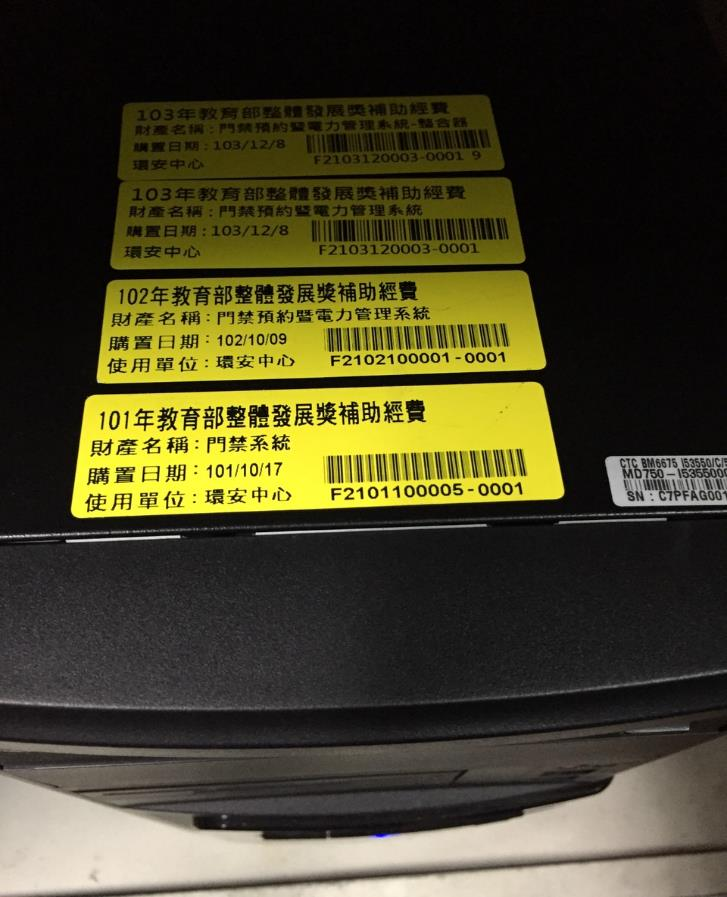 103年教育部整體發展獎補助經費
財產名稱：門禁預約暨電力管理系統-整合器
購置日期：103/12/8
環安中心
F2103120003-0001 9
103年教育部整體發展獎補助經費
財產名稱：門禁預約暨電力管理系統
購置日期：103/12/8
環安中心
F2103120003-0001
102年教育部整體發展獎補助經費
財產名稱：門禁預約暨電力管理系統
購置日期：102/10/09
使用單位：環安中心
F2102100001-0001
101年教育部整體發展獎補助經費
財產名稱：門禁系統
購置日期：101/10/17
使用單位：環安中心
F2101100005-0001
CTC BM6675 I53550/C/5
MD750-I535500
SN：C7PFAG001